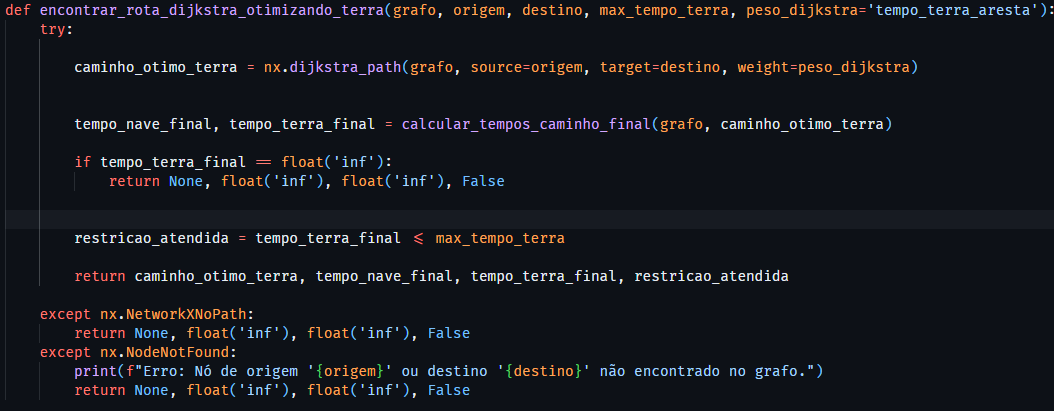 def encontrar_rota_dijkstra_otimizando_terra(grafo, origem, destino, max_tempo_terra, peso_dijkstra='tempo_terra_aresta'):
    try:
        caminho_otimo_terra = nx.dijkstra_path(grafo, source=origem, target=destino, weight=peso_dijkstra)
        tempo_nave_final, tempo_terra_final = calcular_tempos_caminho_final(grafo, caminho_otimo_terra)
        if tempo_terra_final == float('inf'):
            return None, float('inf'), float('inf'), False
        restricao_atendida = tempo_terra_final <= max_tempo_terra
        return caminho_otimo_terra, tempo_nave_final, tempo_terra_final, restricao_atendida
    except nx.NetworkXNoPath:
        return None, float('inf'), float('inf'), False
    except nx.NodeNotFound:
        print(f"Erro: Nó de origem '{origem}' ou destino '{destino}' não encontrado no grafo.")
        return None, float('inf'), float('inf'), False